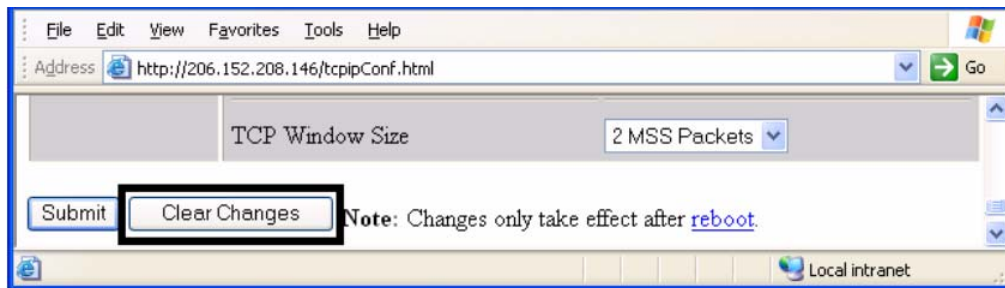 File Edit View Favorites Tools Help
Address http://206.152.208.146/tcpipConf.html Go
TCP Window Size 2 MSS Packets
Submit Clear Changes Note: Changes only take effect after reboot.
Local intranet